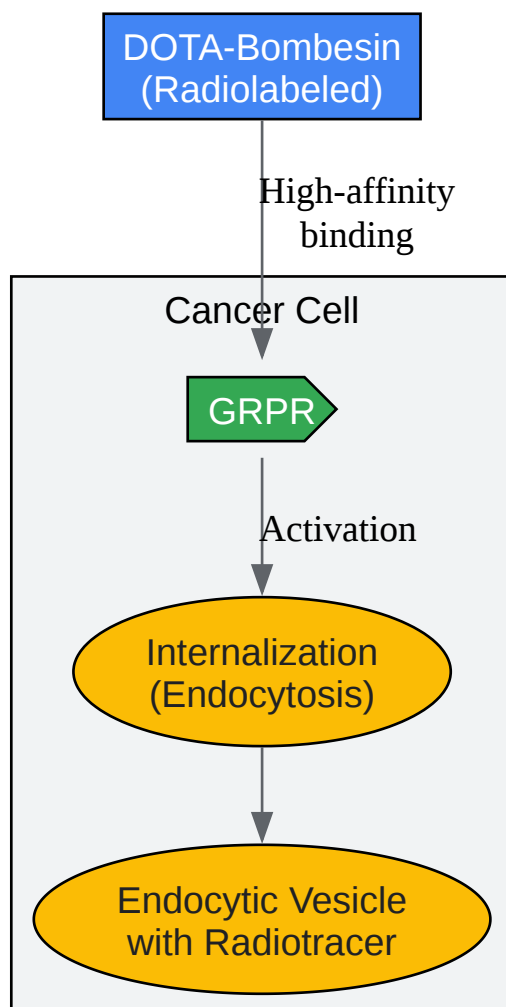 DOTA-Bombesin
(Radiolabeled)
High-affinity
binding
Cancer Cell
GRPR
Activation
Internalization
(Endocytosis)
Endocytic Vesicle
with Radiotracer